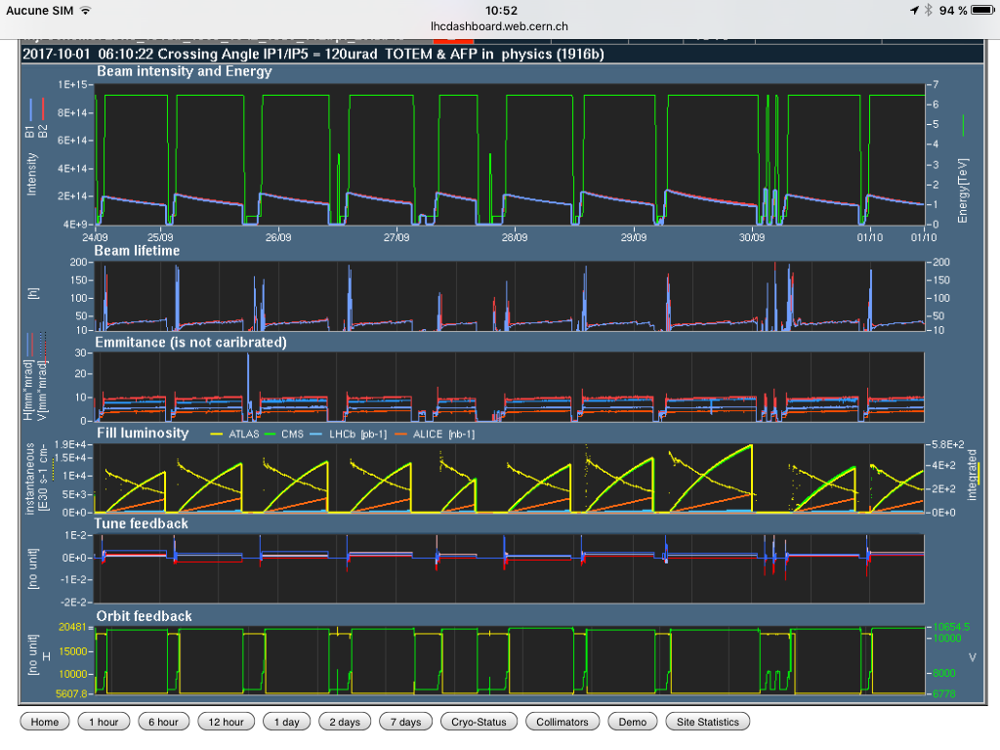 Aucune SIM 10:52 94 %
lhcdashboard.web.cern.ch
2017-10-01 06:10:22 Crossing Angle IP1/IP5 = 120urad TOTEM & AFP in physics (1916b)
Beam intensity and Energy
B1
B2
Intensity
1E+15
8E+14
6E+14
4E+14
2E+14
4E+9
7
6
5
4
3
2
1
0
Energy[TeV]
24/09 25/09 26/09 27/09 28/09 29/09 30/09 01/10 01/10
Beam lifetime
[h]
200
150
100
50
10
200
150
100
50
10
Emmitance (is not caribrated)
H[mm*mrad]
V[mm*mrad]
30
20
10
0
Fill luminosity ATLAS CMS LHCb [pb-1] ALICE [nb-1]
instantaneous
[E30 s-1 cm-
1.9E+4
1.5E+4
1E+4
5E+3
0E+0
5.8E+2
4E+2
2E+2
0E+0
integrated
Tune feedback
[no unit]
1E-2
0E+0
-1E-2
-2E-2
Orbit feedback
[no unit]
H
20481
15000
10000
5607.8
10654.5
10000
8000
6778
V
Home 1 hour 6 hour 12 hour 1 day 2 days 7 days Cryo-Status Collimators Demo Site Statistics